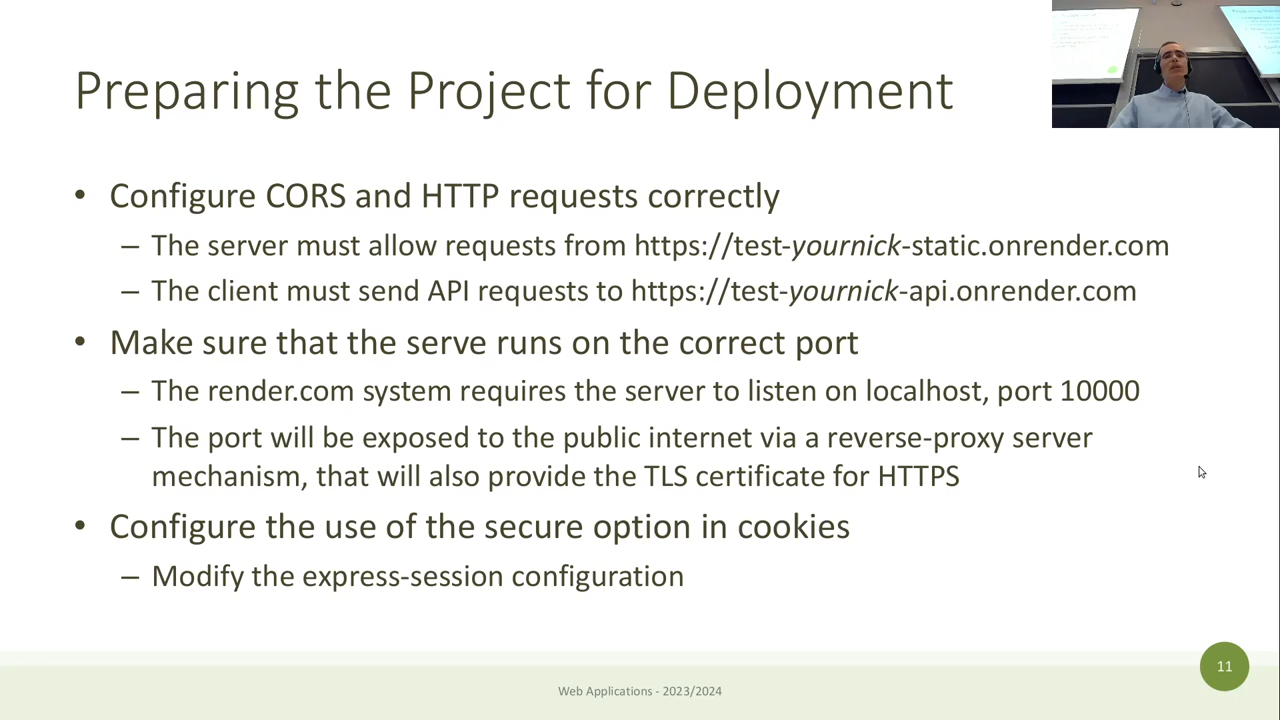 Preparing the Project for Deployment
• Configure CORS and HTTP requests correctly
– The server must allow requests from https://test-yournick-static.onrender.com
– The client must send API requests to https://test-yournick-api.onrender.com
• Make sure that the serve runs on the correct port
– The render.com system requires the server to listen on localhost, port 10000
– The port will be exposed to the public internet via a reverse-proxy server
mechanism, that will also provide the TLS certificate for HTTPS
• Configure the use of the secure option in cookies
– Modify the express-session configuration
11
Web Applications - 2023/2024